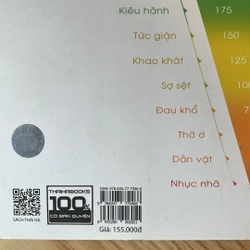 Kiêu hãnh 175
Tức giận 150
Khao khát 125
Sợ sệt 100
Đau khổ
Thờ ơ
Dằn vặt
Nhục nhã
THAIHABOOKS
100%
CÓ BẢN QUYỀN
SÁCH THÁI HÀ
Giá: 155.000đ